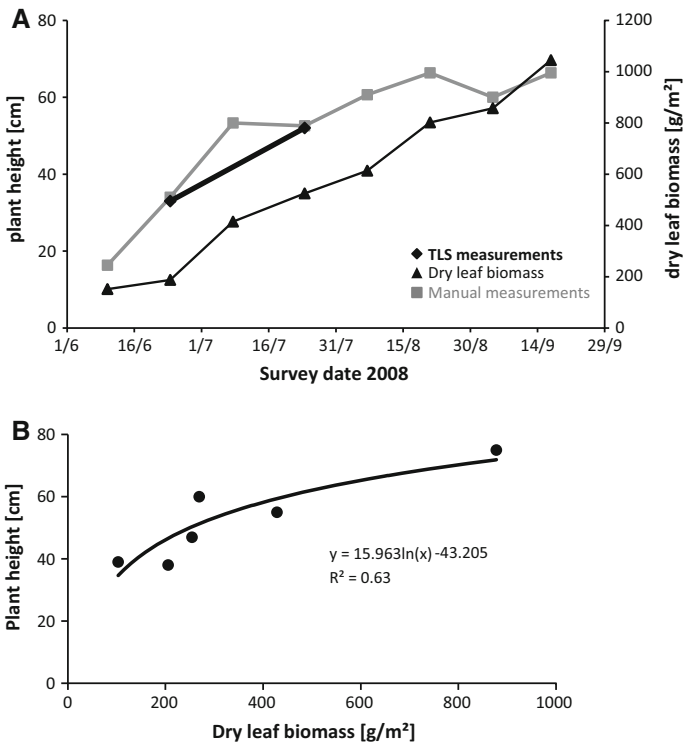 A
80
60
40
20
0
plant height [cm]
1200
1000
800
600
400
200
0
dry leaf biomass [g/m²]
TLS measurements
Dry leaf biomass
Manual measurements
1/6 16/6 1/7 16/7 31/7 15/8 30/8 14/9 29/9
Survey date 2008
B
80
60
40
20
0
Plant height [cm]
y = 15.963ln(x) -43.205
R² = 0.63
0 200 400 600 800 1000
Dry leaf biomass [g/m²]